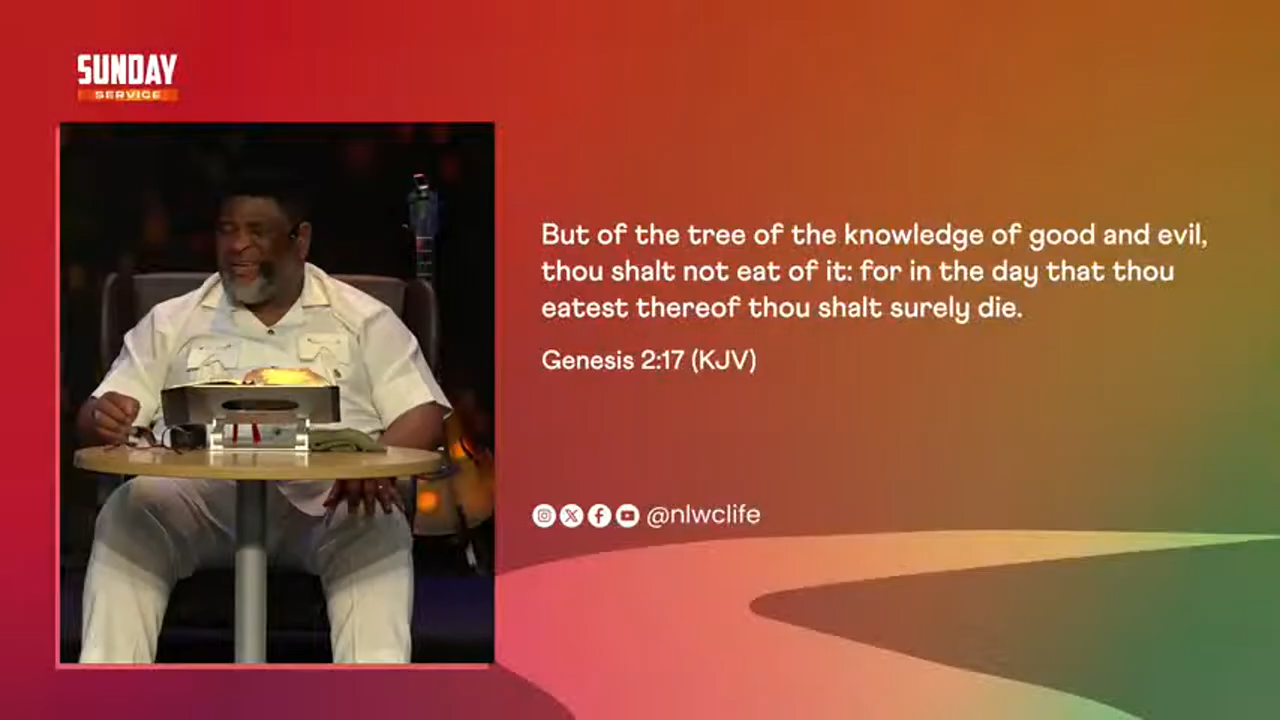 SUNDAY
SERVICE
But of the tree of the knowledge of good and evil,
thou shalt not eat of it: for in the day that thou
eatest thereof thou shalt surely die.
Genesis 2:17 (KJV)
@nlwclife